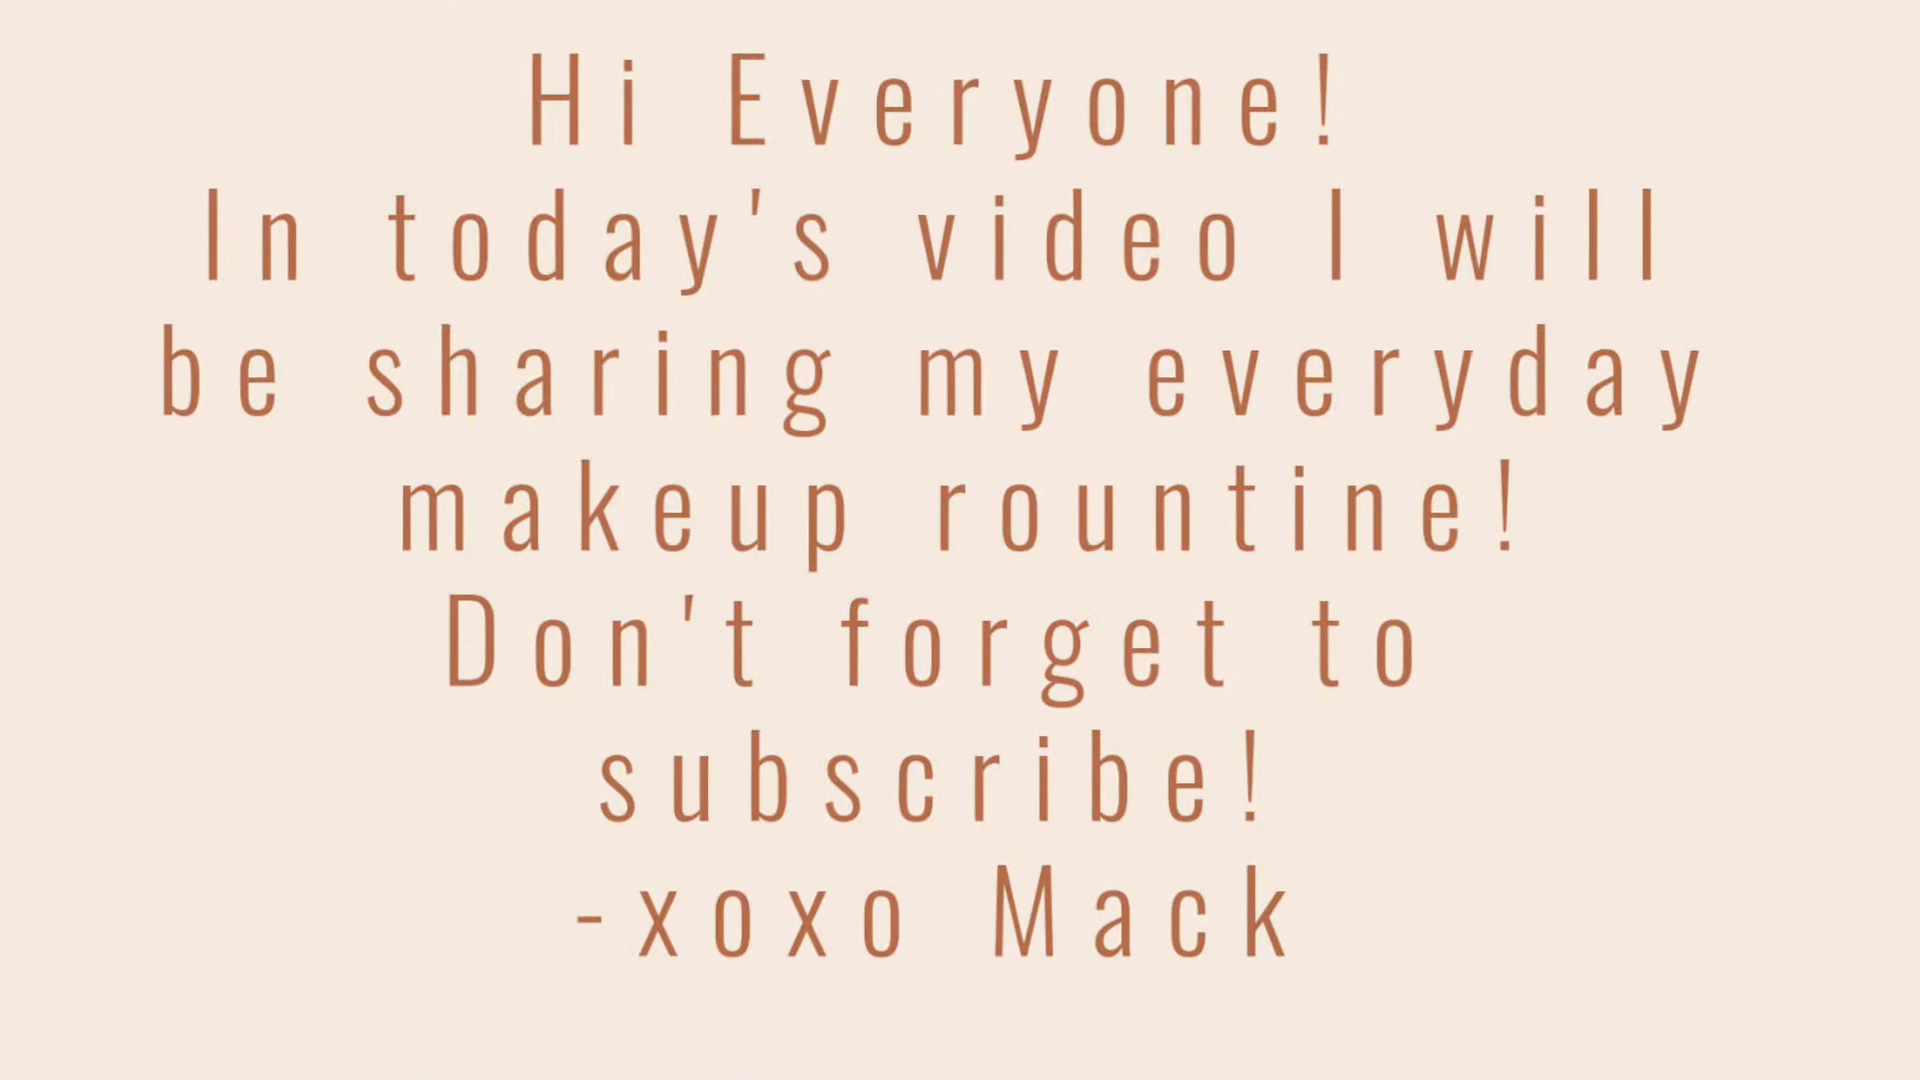 Hi Everyone!
In today's video I will
be sharing my everyday
makeup rountine!
Don't forget to
subscribe!
-xoxo Mack